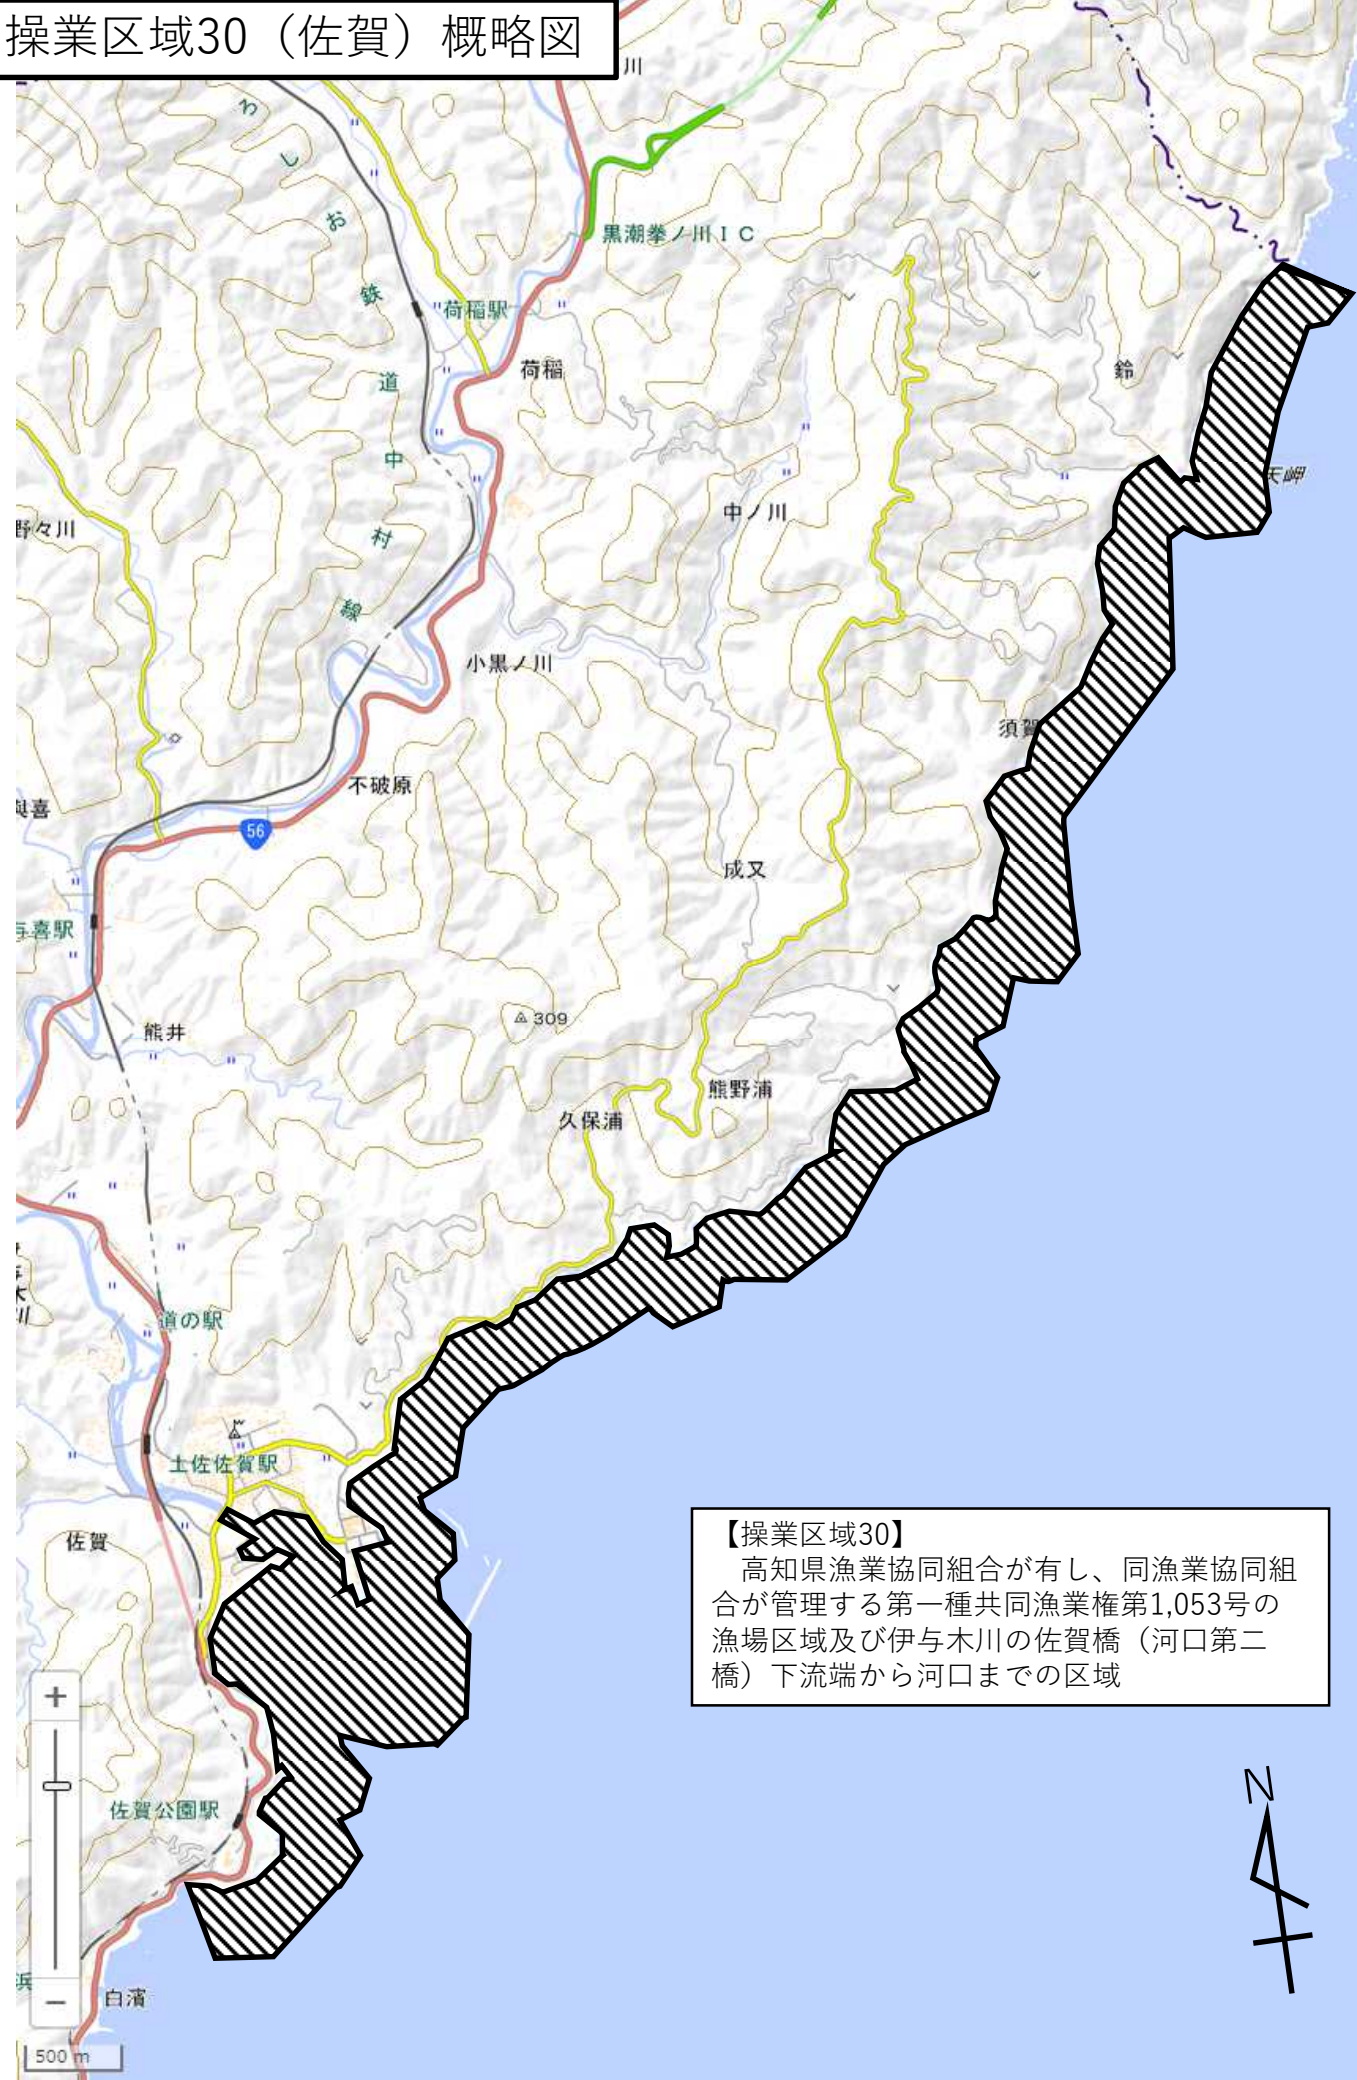 操業区域30（佐賀）概略図
川
ろ
し
お
鉄
道
中
村
線
黒潮拳ノ川ＩＣ
荷稲駅
荷稲
鈴
天岬
野々川
中ノ川
小黒ノ川
須賀
不破原
喜
56
成又
喜駅
309
熊井
熊野浦
久保浦
木
川
道の駅
土佐佐賀駅
佐賀
【操業区域30】
高知県漁業協同組合が有し、同漁業協同組
合が管理する第一種共同漁業権第1,053号の
漁場区域及び伊与木川の佐賀橋（河口第二
橋）下流端から河口までの区域
+
N
佐賀公園駅
浜
−
白濱
500 m